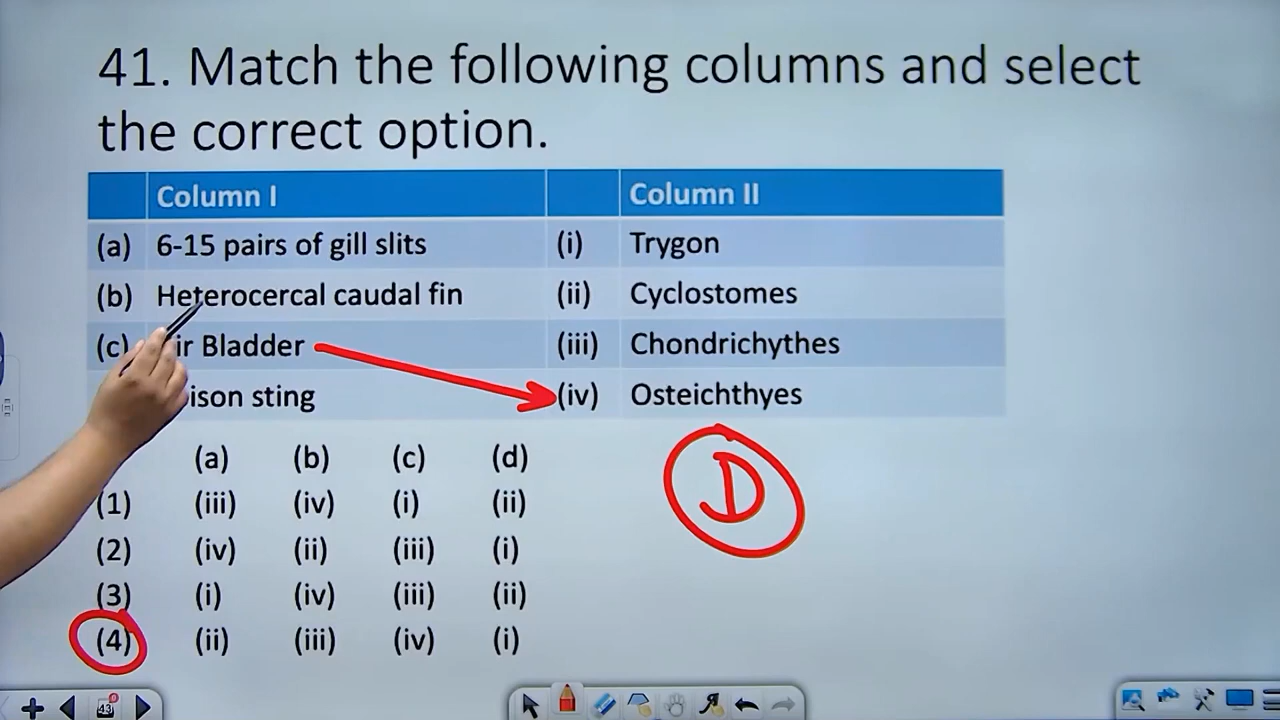 41. Match the following columns and select
the correct option.
Column I Column II
(a) 6-15 pairs of gill slits (i) Trygon
(b) Heterocercal caudal fin (ii) Cyclostomes
(c) ir Bladder (iii) Chondrichythes
ison sting (iv) Osteichthyes
(a) (b) (c) (d)
(1) (iii) (iv) (i) (ii)
(2) (iv) (ii) (iii) (i)
(3) (i) (iv) (iii) (ii)
(4) (ii) (iii) (iv) (i)
D
43